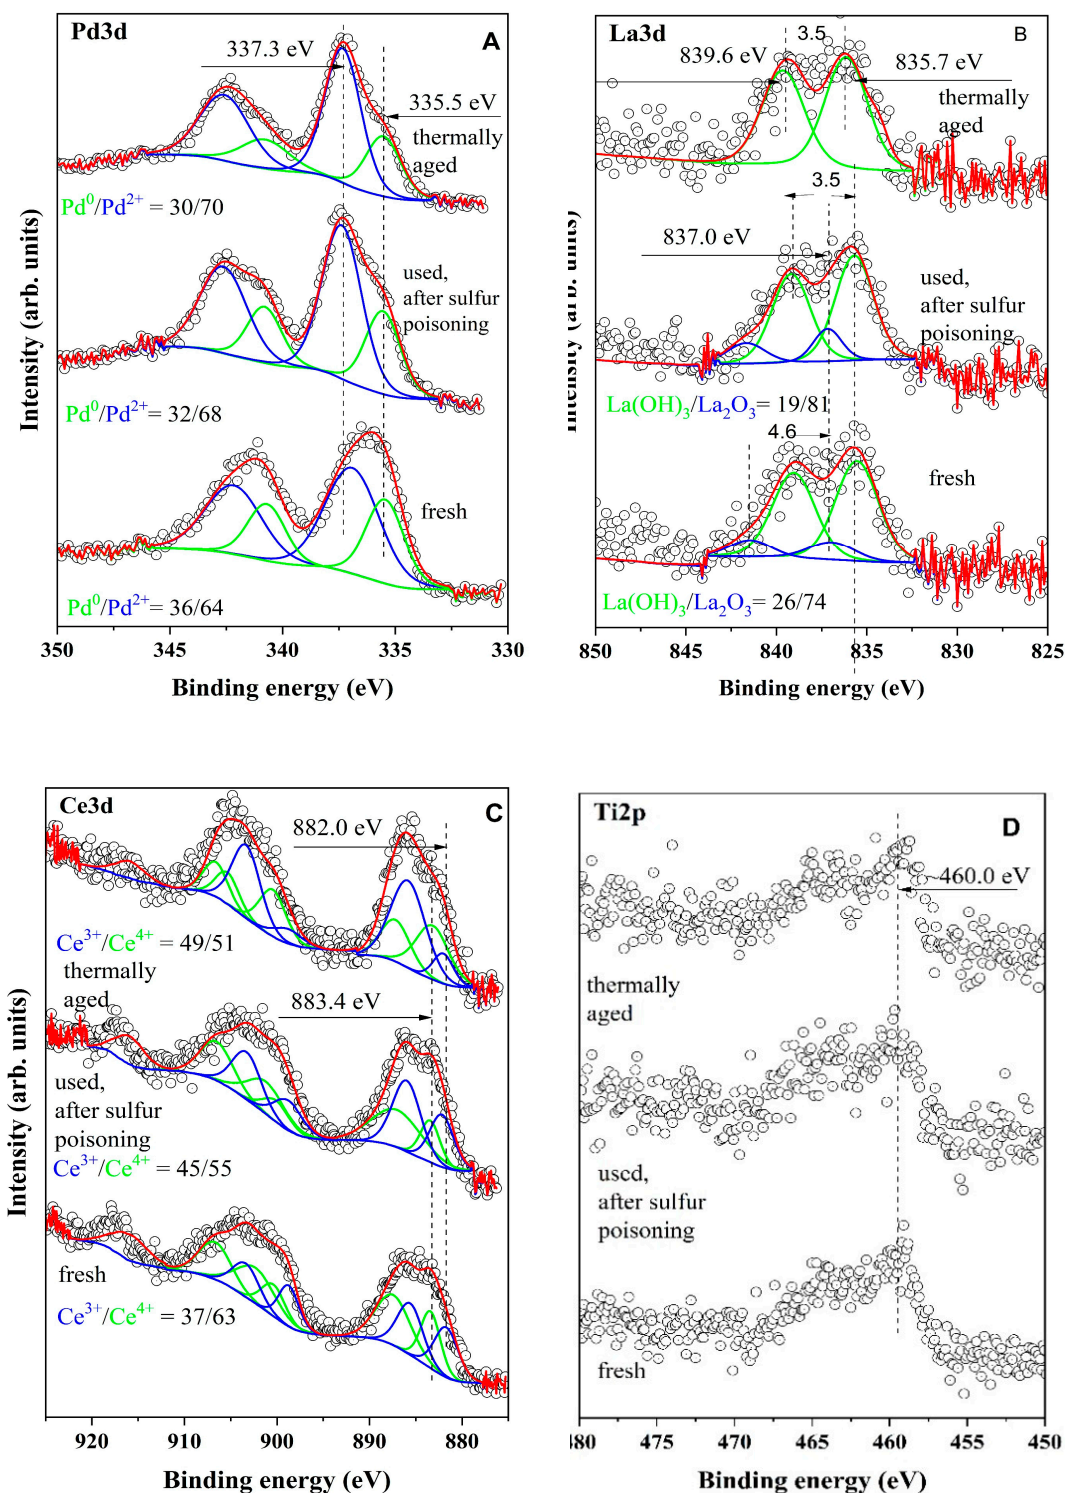 Pd3d
A
337.3 eV
335.5 eV
thermally
aged
Pd⁰/Pd²⁺ = 30/70
used,
after sulfur
poisoning
Pd⁰/Pd²⁺ = 32/68
fresh
Pd⁰/Pd²⁺ = 36/64
Intensity (arb. units)
350 345 340 335 330
Binding energy (eV)
La3d
B
3.5
839.6 eV
835.7 eV
thermally
aged
3.5
837.0 eV
used,
after sulfur
poisoning
La(OH)₃/La₂O₃= 19/81
4.6
fresh
La(OH)₃/La₂O₃= 26/74
Intensity (arb. units)
850 845 840 835 830 825
Binding energy (eV)
Ce3d
C
882.0 eV
Ce³⁺/Ce⁴⁺ = 49/51
thermally
aged
883.4 eV
used,
after sulfur
poisoning
Ce³⁺/Ce⁴⁺ = 45/55
fresh
Ce³⁺/Ce⁴⁺ = 37/63
Intensity (arb. units)
920 910 900 890 880
Binding energy (eV)
Ti2p
D
~460.0 eV
thermally
aged
used,
after sulfur
poisoning
fresh
480 475 470 465 460 455 450
Binding energy (eV)